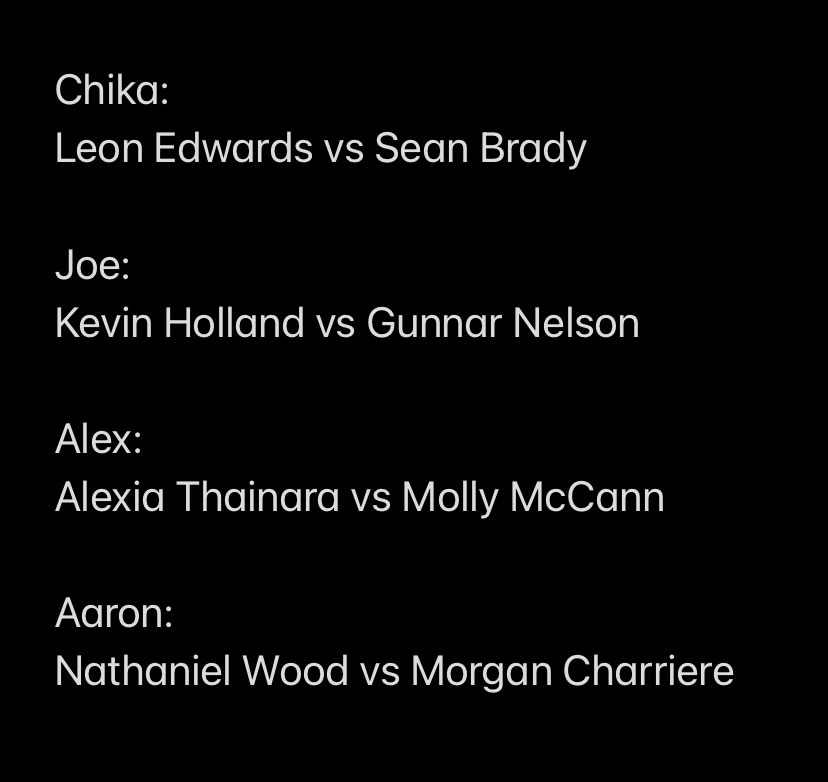 Chika:
Leon Edwards vs Sean Brady
Joe:
Kevin Holland vs Gunnar Nelson
Alex:
Alexia Thainara vs Molly McCann
Aaron:
Nathaniel Wood vs Morgan Charriere